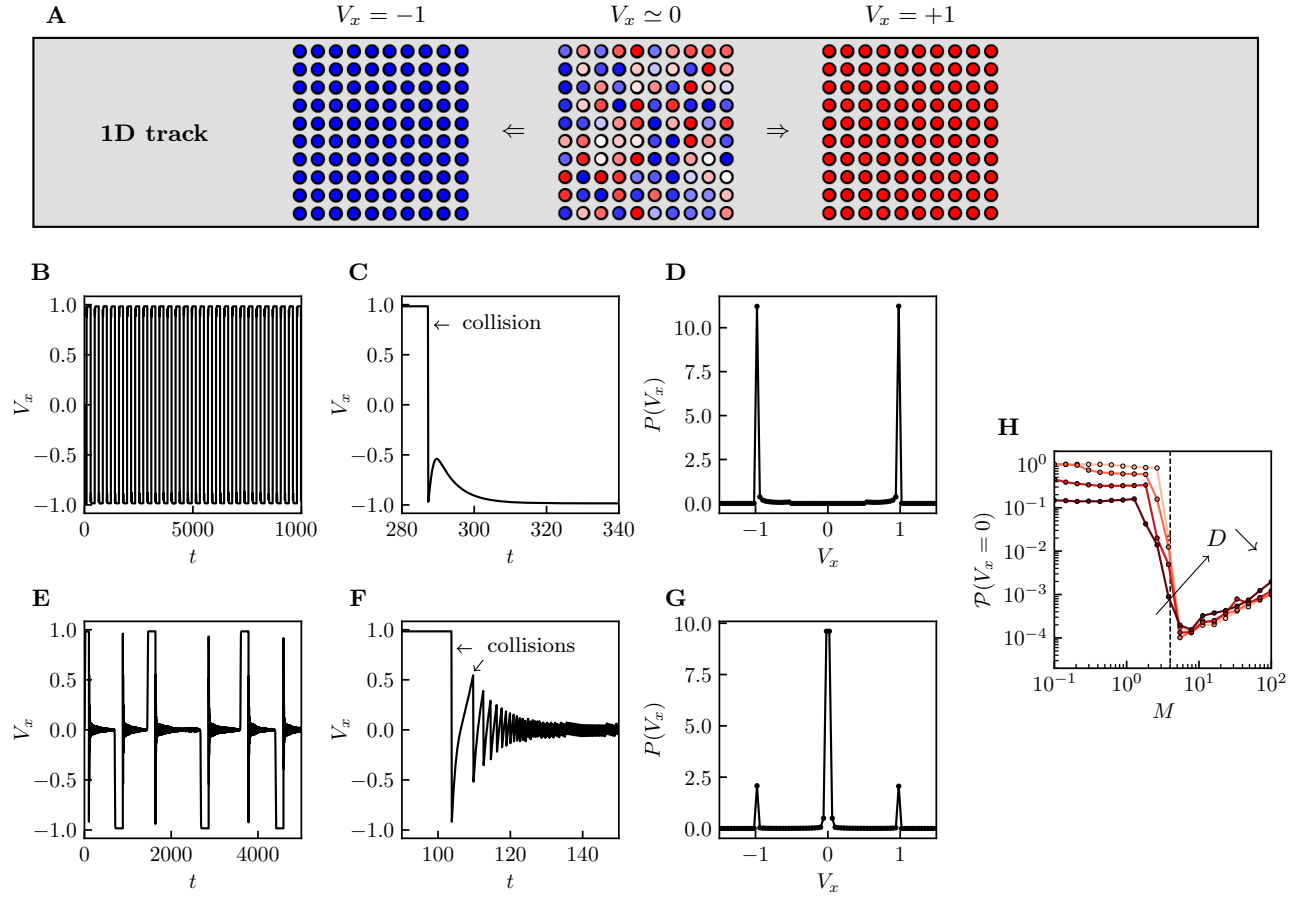 A
V_x = −1
V_x ≃ 0
V_x = +1
1D track
⇐
⇒
B
V_x
1.0
0.5
0.0
−0.5
−1.0
0
5000
10000
t
C
V_x
1.0
0.5
0.0
−0.5
−1.0
← collision
280
300
320
340
t
D
P(V_x)
10.0
7.5
5.0
2.5
0.0
−1
0
1
V_x
E
V_x
1.0
0.5
0.0
−0.5
−1.0
0
2000
4000
t
F
V_x
1.0
0.5
0.0
−0.5
−1.0
← collisions
100
120
140
t
G
P(V_x)
10.0
7.5
5.0
2.5
0.0
−1
0
1
V_x
H
𝒫(V_x = 0)
10^0
10^−1
10^−2
10^−3
10^−4
D
10^−1
10^0
10^1
10^2
M